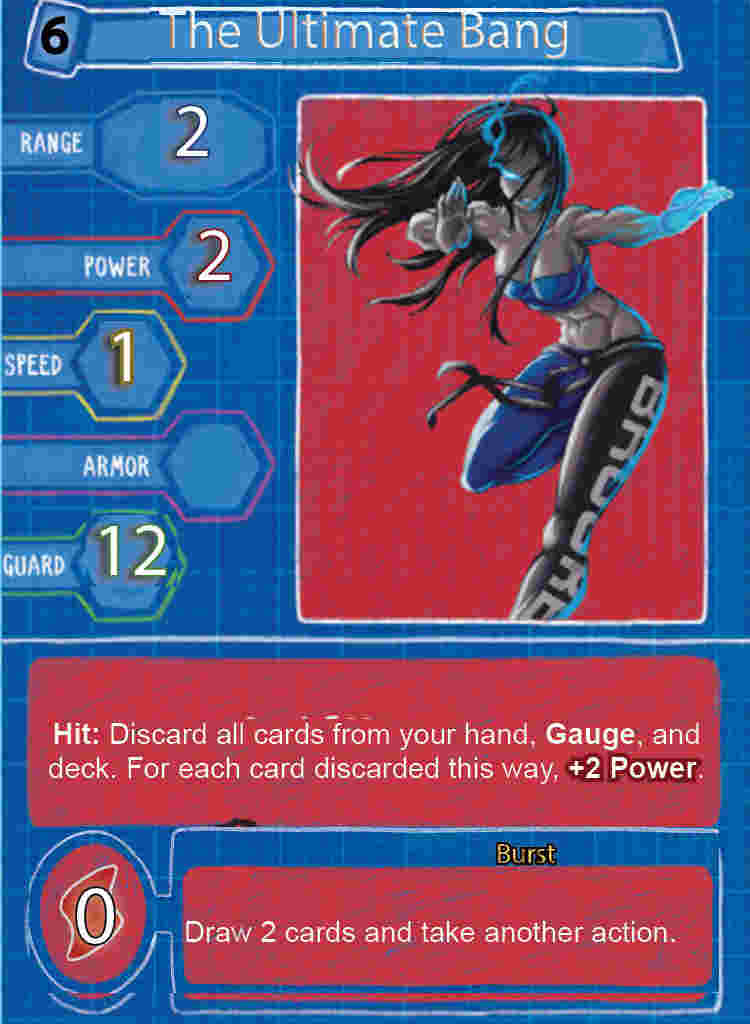 6
The Ultimate Bang
RANGE 2
POWER 2
SPEED 1
ARMOR
GUARD 12
Hit: Discard all cards from your hand, Gauge, and
deck. For each card discarded this way, +2 Power.
Burst
0
Draw 2 cards and take another action.